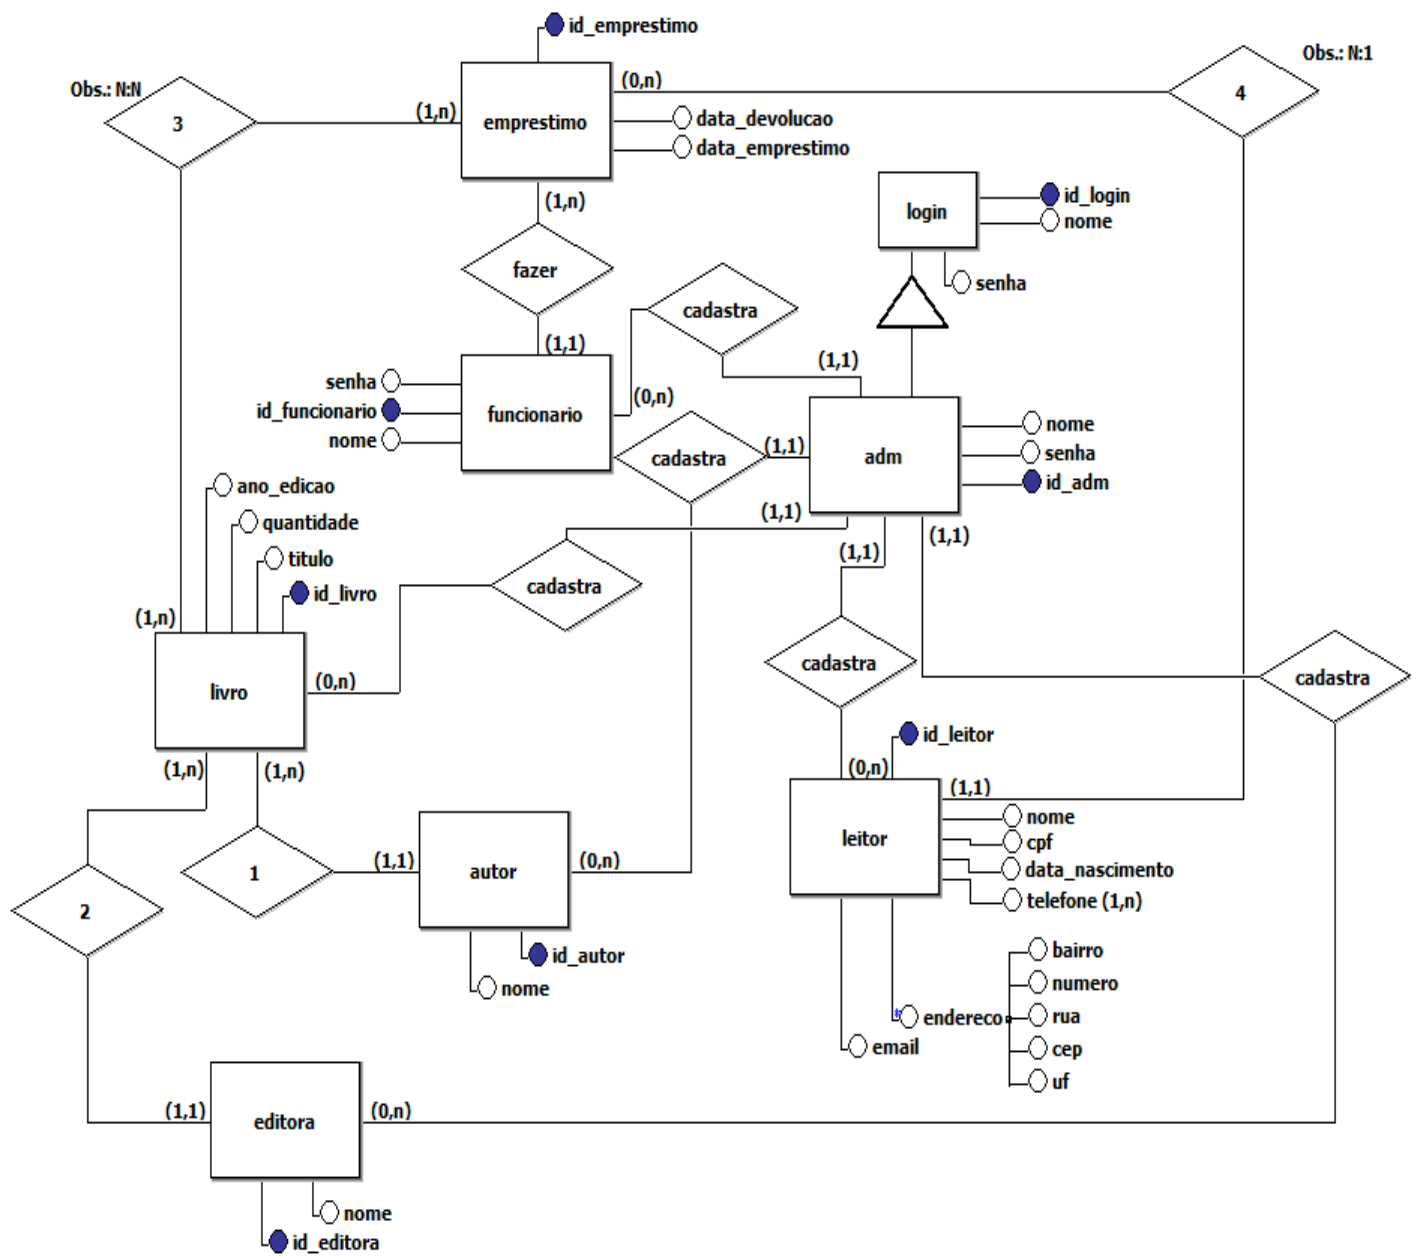 id_emprestimo
Obs.: N:N
Obs.: N:1
(0,n)
3
(1,n)
emprestimo
4
data_devolucao
data_emprestimo
(1,n)
login
id_login
nome
senha
fazer
cadastra
(1,1)
(1,1)
senha
id_funcionario
nome
funcionario
(0,n)
cadastra
(1,1)
adm
nome
senha
id_adm
ano_edicao
quantidade
titulo
id_livro
(1,1)
(1,1)
(1,1)
cadastra
(1,n)
livro
(0,n)
cadastra
cadastra
id_leitor
(0,n)
(1,1)
(1,n)
(1,n)
leitor
nome
cpf
data_nascimento
telefone (1,n)
1
(1,1)
autor
(0,n)
2
id_autor
nome
bairro
numero
endereco
rua
email
cep
uf
(1,1)
editora
(0,n)
nome
id_editora